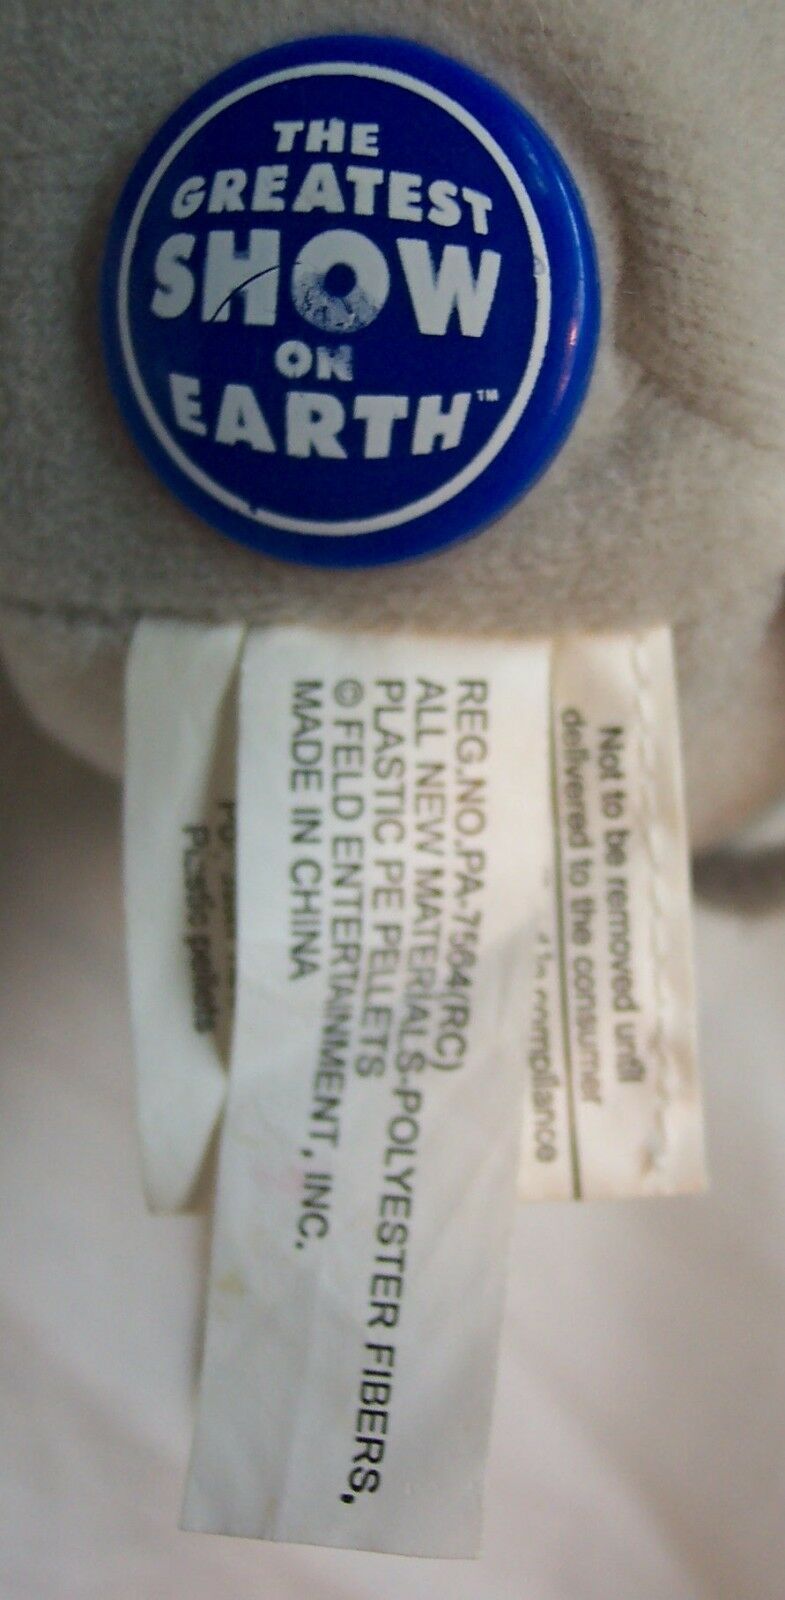 THE
GREATEST
SHOW
ON
EARTH™
REG.NO.PA-7564(RC)
ALL NEW MATERIALS-POLYESTER FIBERS,
PLASTIC PE PELLETS
© FELD ENTERTAINMENT, INC.
MADE IN CHINA
Not to be removed until
delivered to the consumer
compliance
Plastic pellets